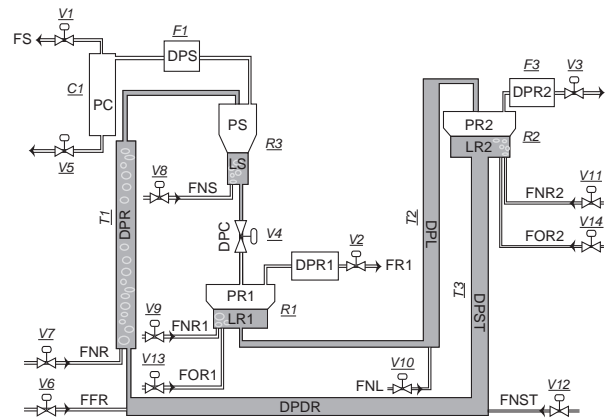 V1
FS
F1
DPS
C1
PC
V5
PS
R3
LS
V8
FNS
T1
DPR
DPC
V4
V2
DPR1
FR1
PR1
LR1
R1
V9
FNR1
V13
FOR1
V7
FNR
V6
FFR
DPDR
V10
FNL
T2
DPL
T3
DPST
F3
DPR2
V3
PR2
LR2
R2
V11
FNR2
V14
FOR2
V12
FNST